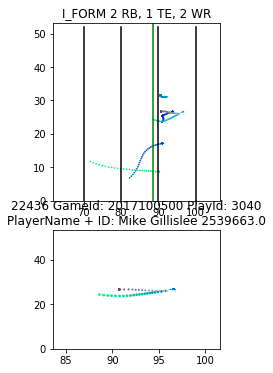 I_FORM 2 RB, 1 TE, 2 WR
50
40
30
20
10
0
70 80 90 100
22436 GameId: 2017100500 PlayId: 3040
PlayerName + ID: Mike Gillislee 2539663.0
40
20
0
85 90 95 100